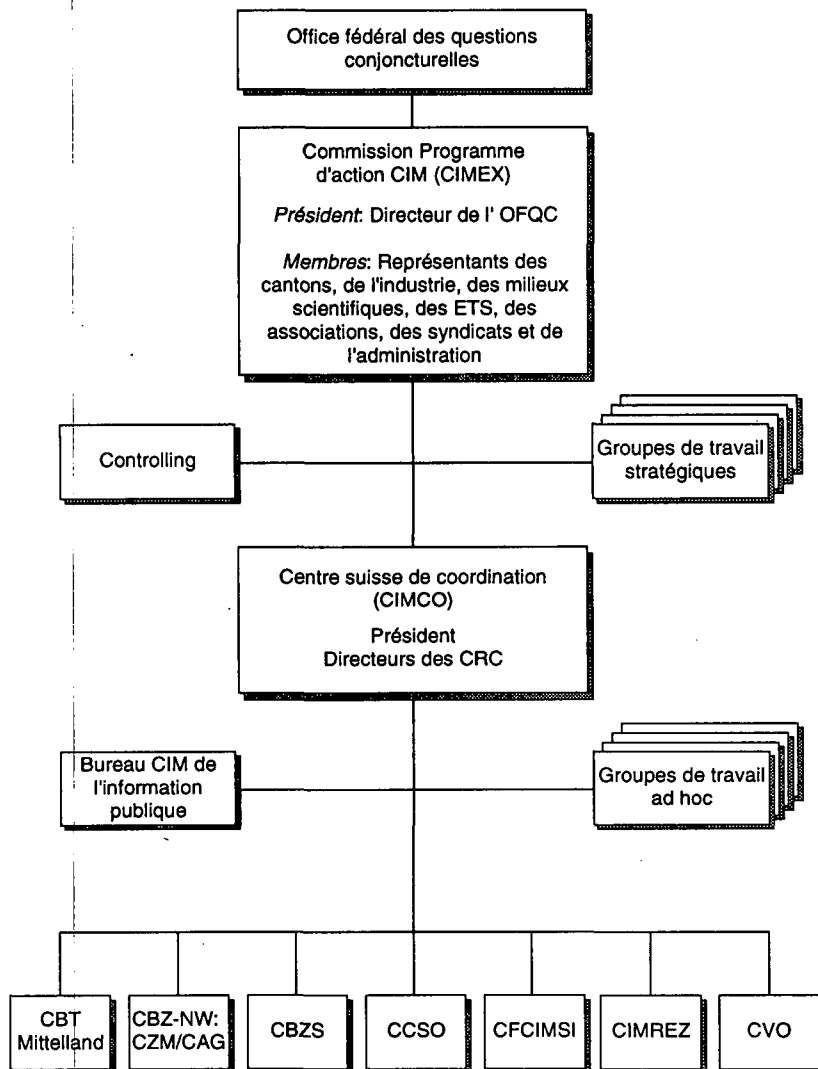 Office fédéral des questions
conjoncturelles
Commission Programme
d'action CIM (CIMEX)
Président: Directeur de l' OFQC
Membres: Représentants des
cantons, de l'industrie, des milieux
scientifiques, des ETS, des
associations, des syndicats et de
l'administration
Controlling
Groupes de travail
stratégiques
Centre suisse de coordination
(CIMCO)
Président
Directeurs des CRC
Bureau CIM de
l'information
publique
Groupes de travail
ad hoc
CBT
Mittelland
CBZ-NW:
CZM/CAG
CBZS
CCSO
CFCIMSI
CIMREZ
CVO